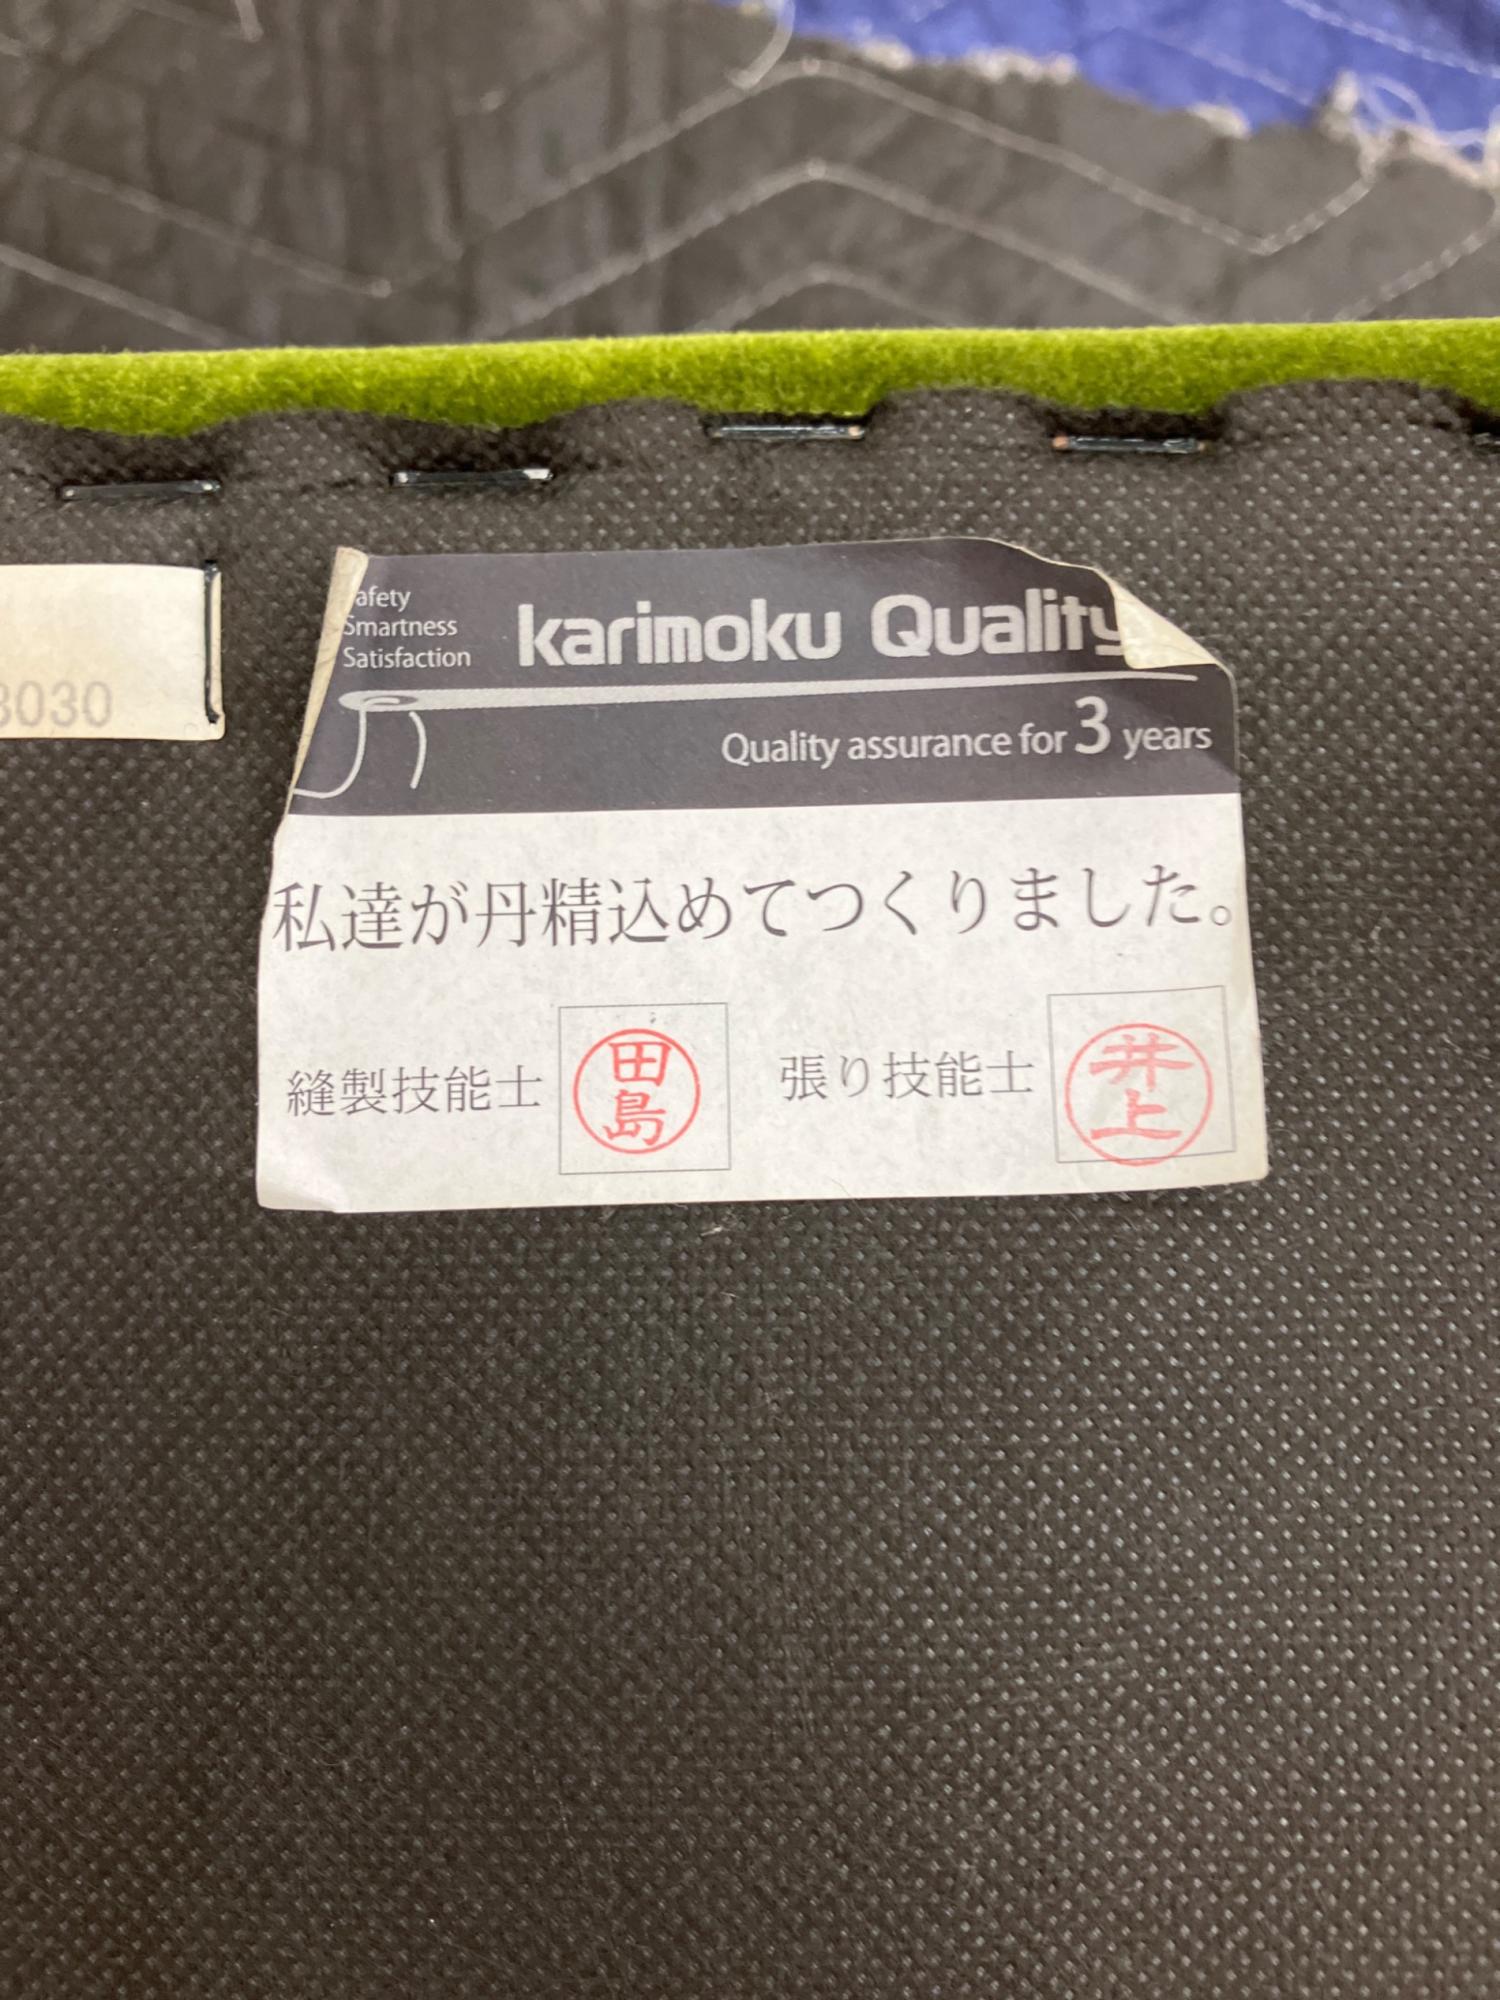 afety
Smartness
Satisfaction
karimoku Quality
Quality assurance for 3 years
3030
私達が丹精込めてつくりました。
縫製技能士 田島 張り技能士 井上